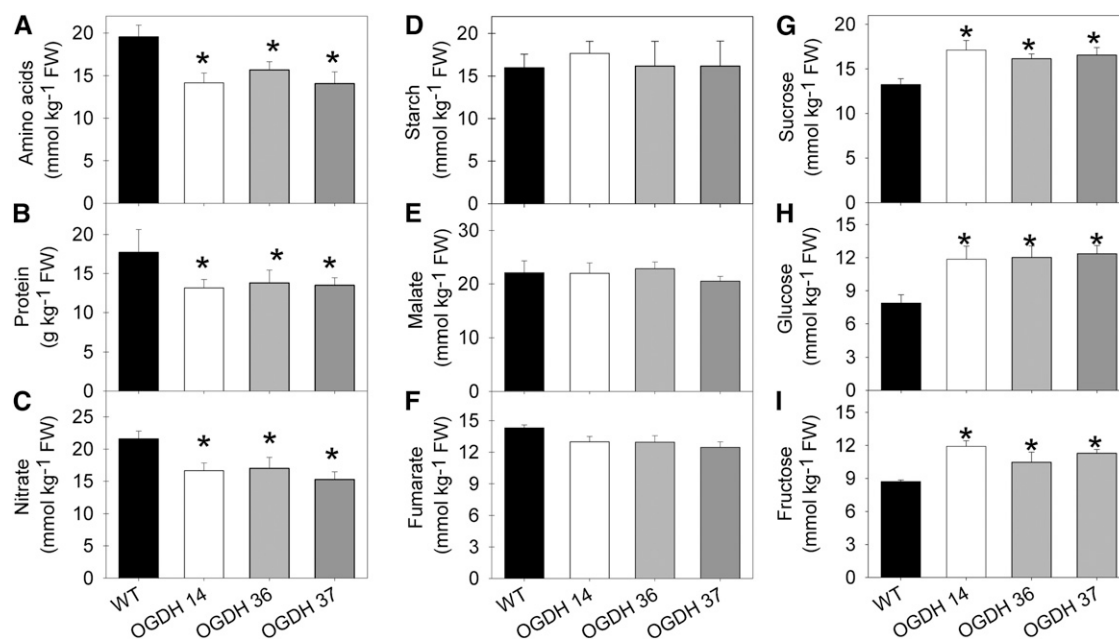 A
Amino acids
(mmol kg-1 FW)
20
15
10
5
0
*
*
*
B
Protein
(g kg-1 FW)
20
15
10
5
0
*
*
*
C
Nitrate
(mmol kg-1 FW)
25
20
15
10
5
0
*
*
*
WT
OGDH 14
OGDH 36
OGDH 37
D
Starch
(mmol kg-1 FW)
20
15
10
5
0
E
Malate
(mmol kg-1 FW)
30
20
10
0
F
Fumarate
(mmol kg-1 FW)
15
12
9
6
3
0
WT
OGDH 14
OGDH 36
OGDH 37
G
Sucrose
(mmol kg-1 FW)
20
15
10
5
0
*
*
*
H
Glucose
(mmol kg-1 FW)
15
12
9
6
3
0
*
*
*
I
Fructose
(mmol kg-1 FW)
15
12
9
6
3
0
*
*
*
WT
OGDH 14
OGDH 36
OGDH 37